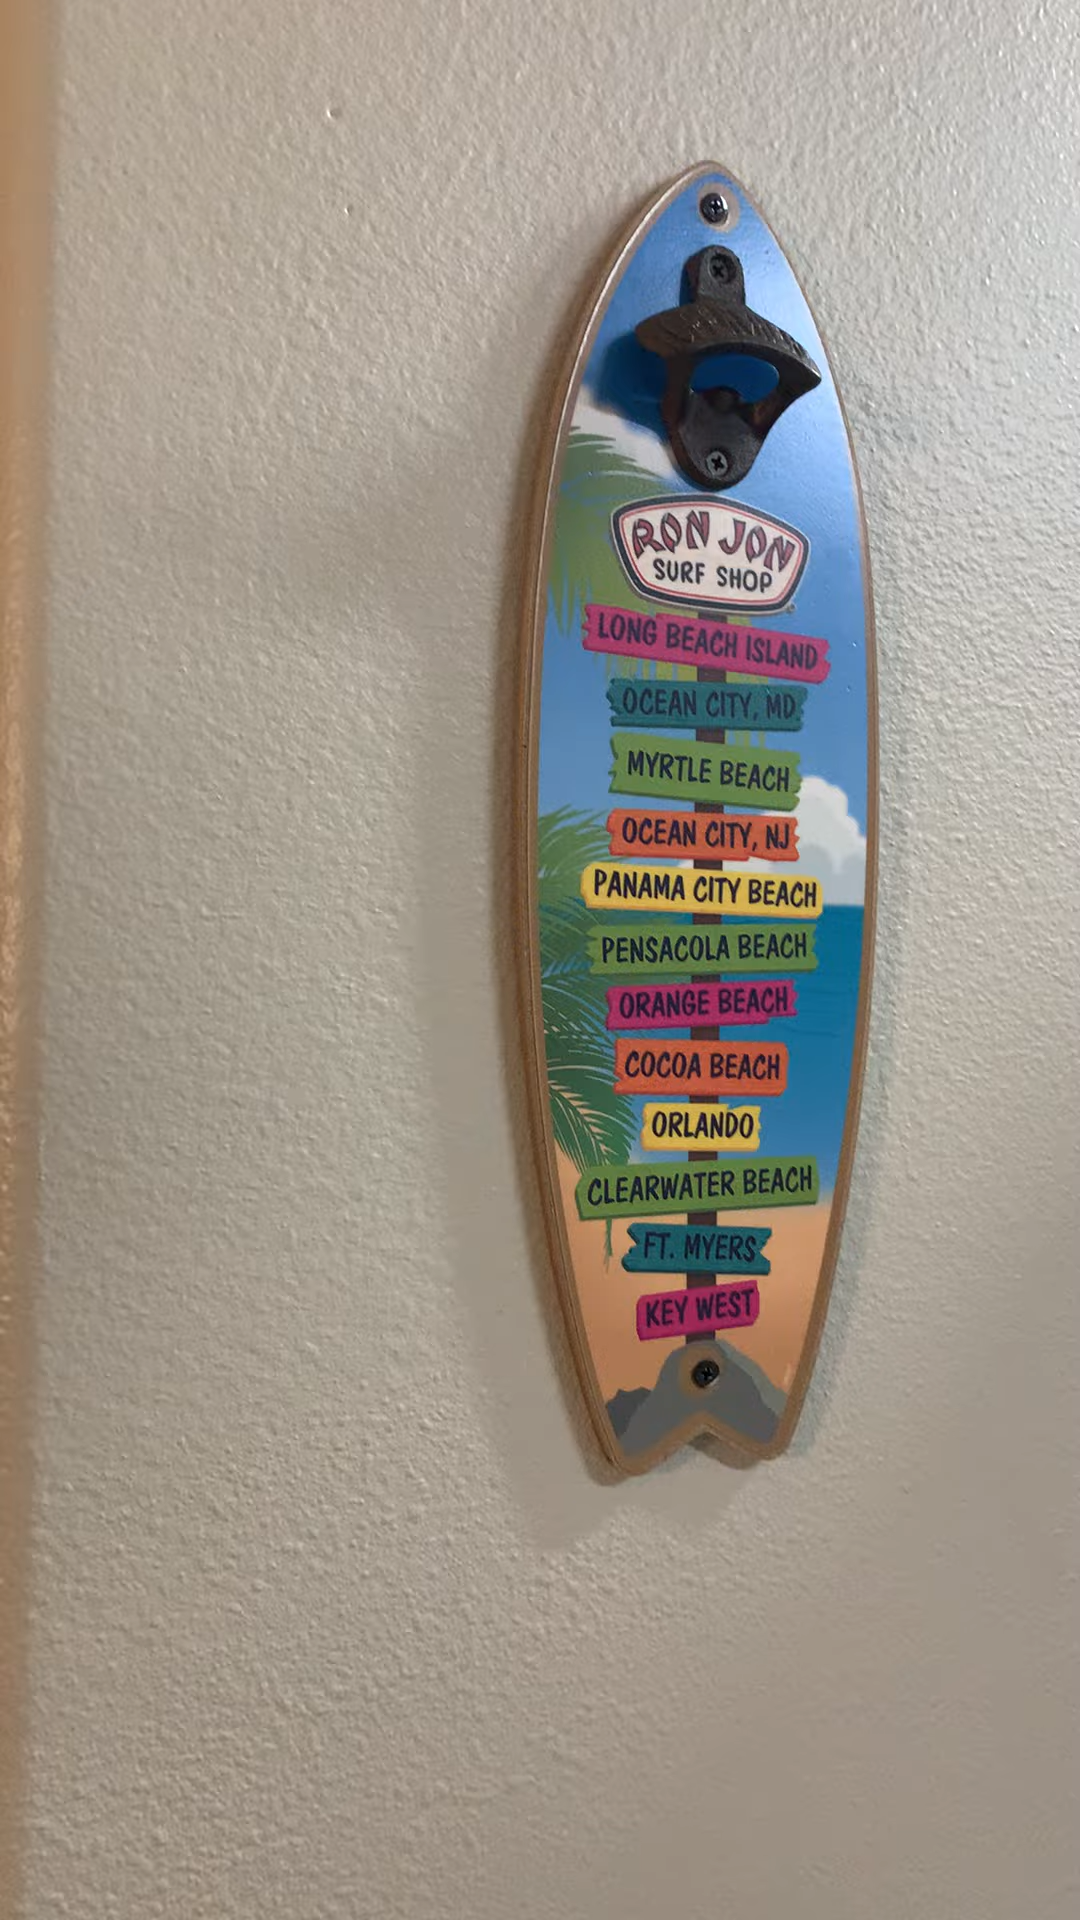 RON JON
SURF SHOP
LONG BEACH ISLAND
OCEAN CITY, MD
MYRTLE BEACH
OCEAN CITY, NJ
PANAMA CITY BEACH
PENSACOLA BEACH
ORANGE BEACH
COCOA BEACH
ORLANDO
CLEARWATER BEACH
FT. MYERS
KEY WEST